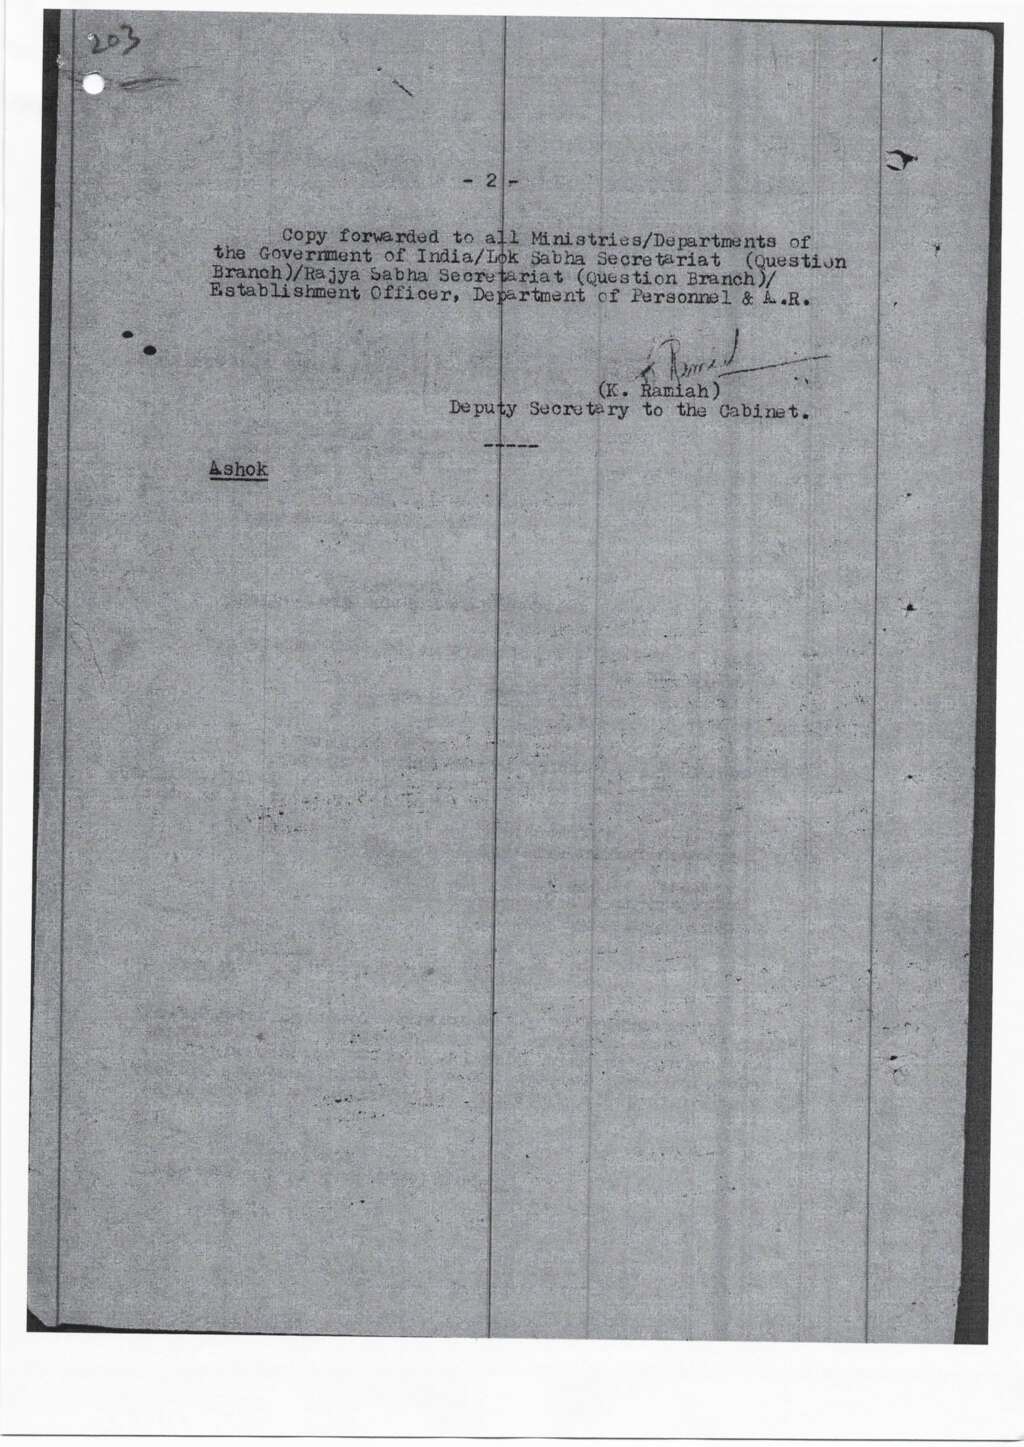 203
- 2 -
Copy forwarded to all Ministries/Departments of
the Government of India/Lok Sabha Secretariat (Question
Branch)/Rajya Sabha Secretariat (Question Branch)/
Establishment Officer, Department of Personnel & A.R.
(K. Ramiah)
Deputy Secretary to the Cabinet.
-----
Ashok